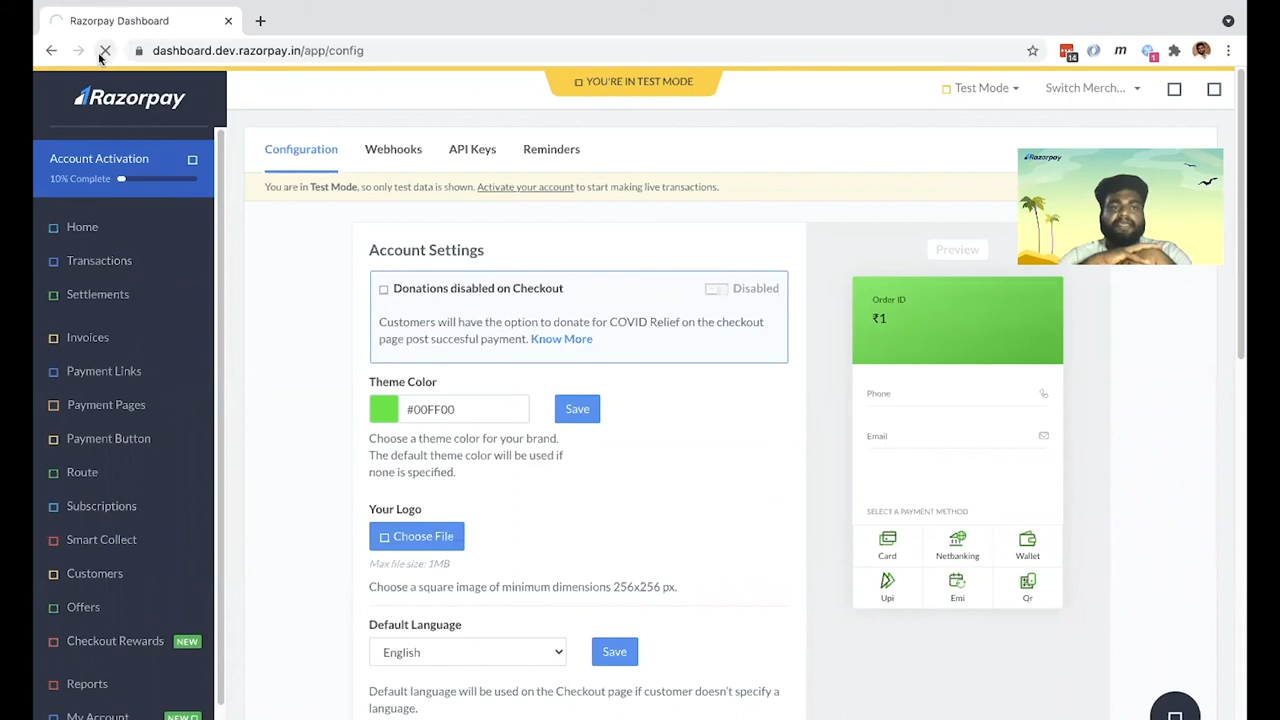 Razorpay Dashboard
dashboard.dev.razorpay.in/app/config
14
m
1
Razorpay
YOU'RE IN TEST MODE
Test Mode
Switch Merch...
Account Activation
10% Complete
Home
Transactions
Settlements
Invoices
Payment Links
Payment Pages
Payment Button
Route
Subscriptions
Smart Collect
Customers
Offers
Checkout Rewards NEW
Reports
My Account NEW
Configuration Webhooks API Keys Reminders
You are in Test Mode, so only test data is shown. Activate your account to start making live transactions.
Account Settings
Donations disabled on Checkout Disabled
Customers will have the option to donate for COVID Relief on the checkout
page post succesful payment. Know More
Theme Color
#00FF00 Save
Choose a theme color for your brand.
The default theme color will be used if
none is specified.
Your Logo
Choose File
Max file size: 1MB
Choose a square image of minimum dimensions 256x256 px.
Default Language
English Save
Default language will be used on the Checkout page if customer doesn't specify a
language.
Razorpay
Preview
Order ID
₹1
Phone
Email
SELECT A PAYMENT METHOD
Card Netbanking Wallet
Upi Emi Qr